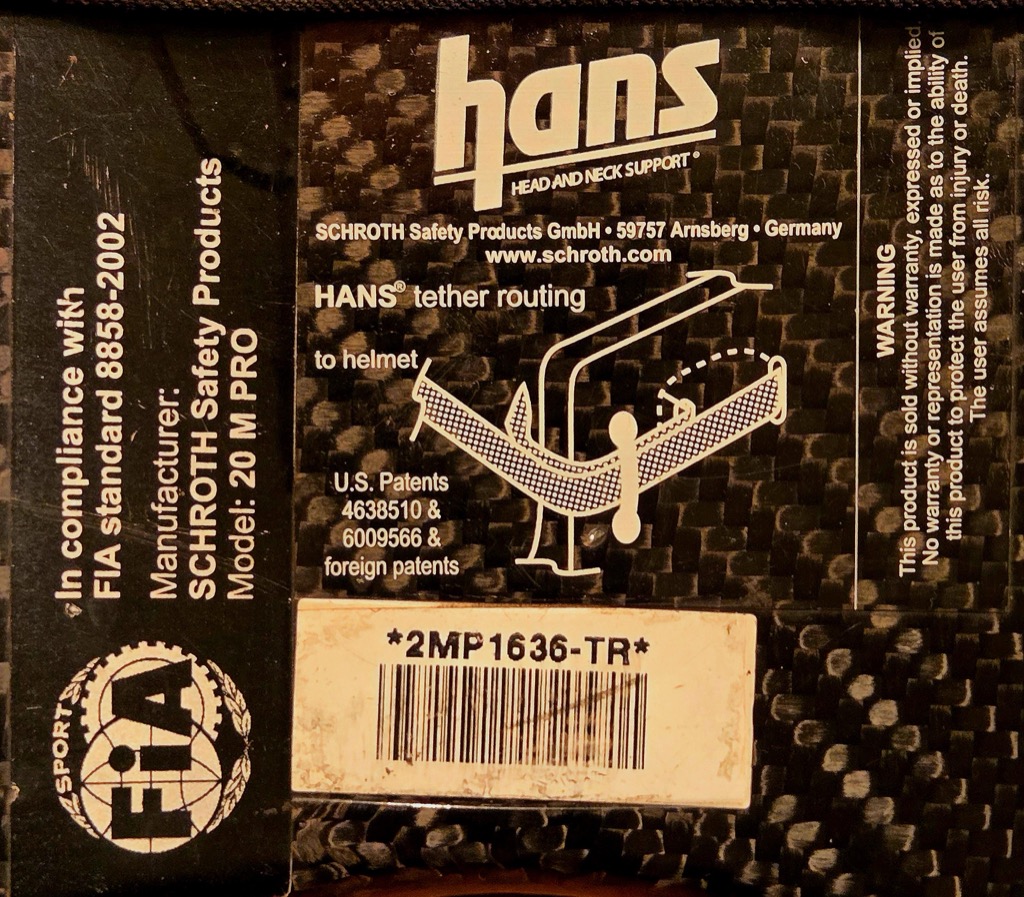 In compliance with
FIA standard 8858-2002
Manufacturer:
SCHROTH Safety Products
Model: 20 M PRO
SPORT
FiA
hans
HEAD AND NECK SUPPORT®
SCHROTH Safety Products GmbH • 59757 Arnsberg • Germany
www.schroth.com
HANS® tether routing
to helmet
U.S. Patents
4638510 &
6009566 &
foreign patents
*2MP1636-TR*
WARNING
This product is sold without warranty, expressed or implied.
No warranty or representation is made as to the ability of
this product to protect the user from injury or death.
The user assumes all risk.